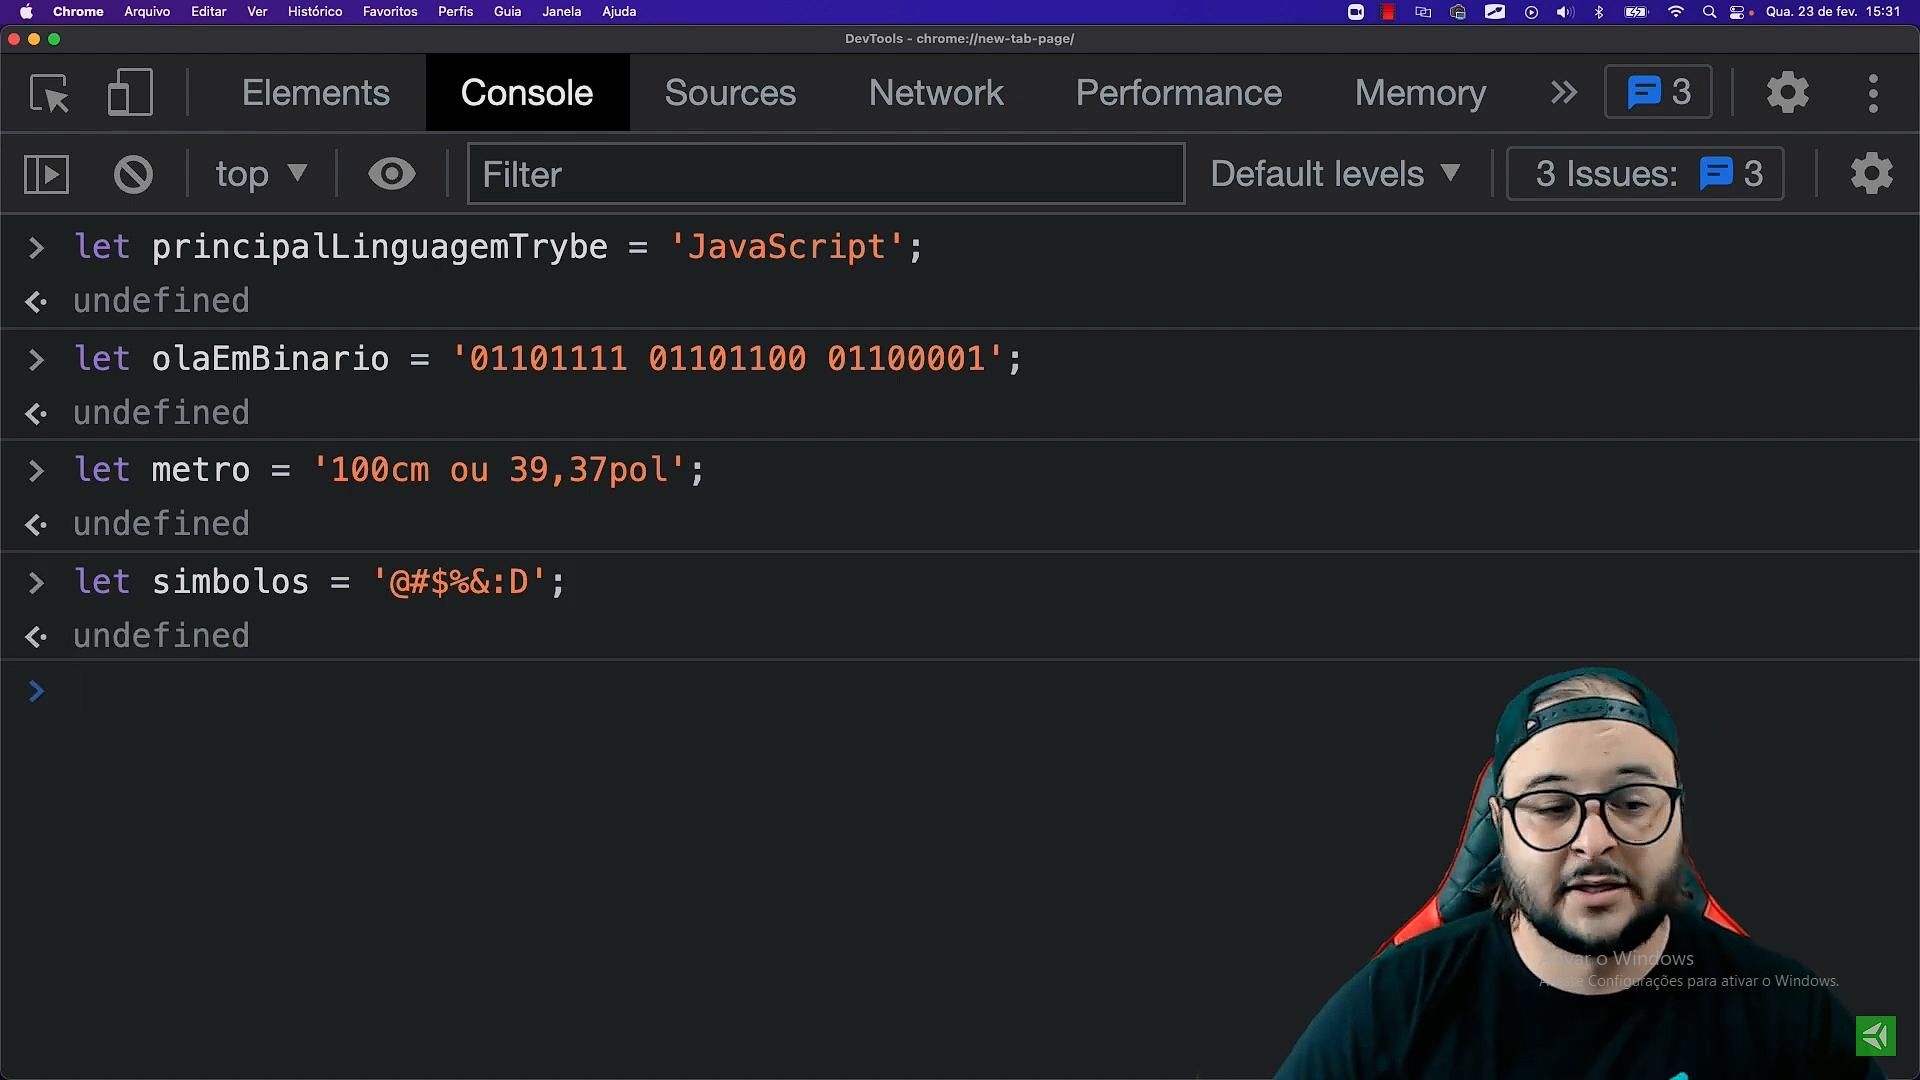 Chrome Arquivo Editar Ver Histórico Favoritos Perfis Guia Janela Ajuda Qua. 23 de fev. 15:31
DevTools - chrome://new-tab-page/
Elements Console Sources Network Performance Memory 3
top Filter Default levels 3 Issues: 3
> let principalLinguagemTrybe = 'JavaScript';
undefined
> let olaEmBinario = '01101111 01101100 01100001';
undefined
> let metro = '100cm ou 39,37pol';
undefined
> let simbolos = '@#$%&:D';
undefined
>
Ativar o Windows
Configurações para ativar o Windows.